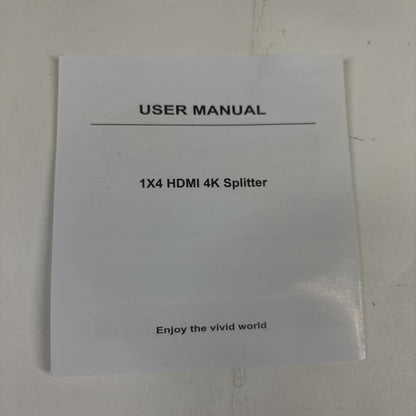 USER MANUAL
1X4 HDMI 4K Splitter
Enjoy the vivid world